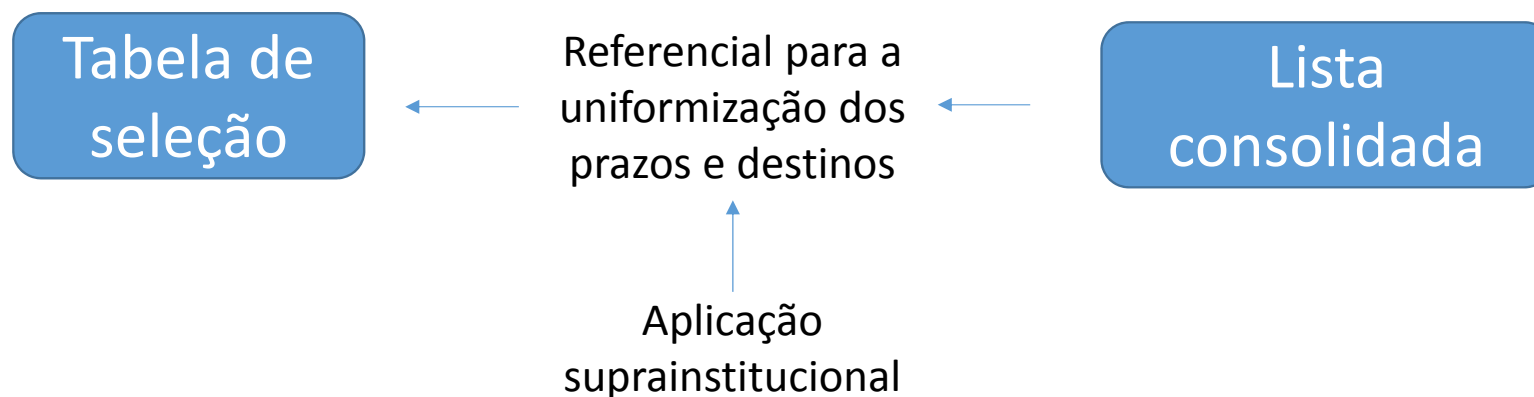 Tabela de
seleção
Referencial para a
uniformização dos
prazos e destinos
Lista
consolidada
Aplicação
suprainstitucional